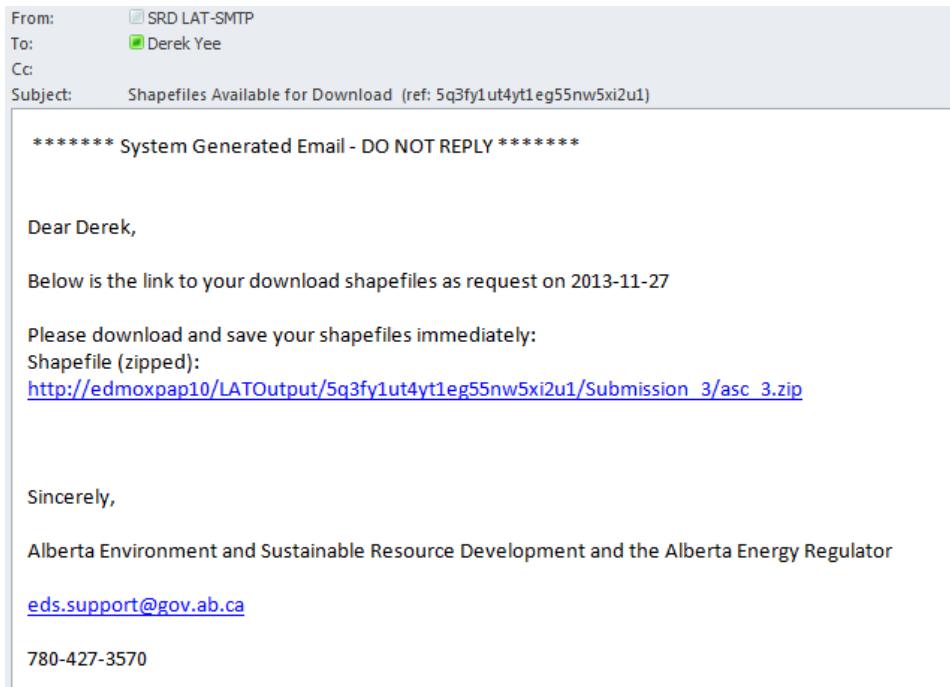 From: SRD LAT-SMTP
To: Derek Yee
Cc:
Subject: Shapefiles Available for Download (ref: 5q3fy1ut4yt1eg55nw5xi2u1)
******* System Generated Email - DO NOT REPLY *******
Dear Derek,
Below is the link to your download shapefiles as request on 2013-11-27
Please download and save your shapefiles immediately:
Shapefile (zipped):
http://edmoxpap10/LATOutput/5q3fy1ut4yt1eg55nw5xi2u1/Submission_3/asc_3.zip
Sincerely,
Alberta Environment and Sustainable Resource Development and the Alberta Energy Regulator
eds.support@gov.ab.ca
780-427-3570